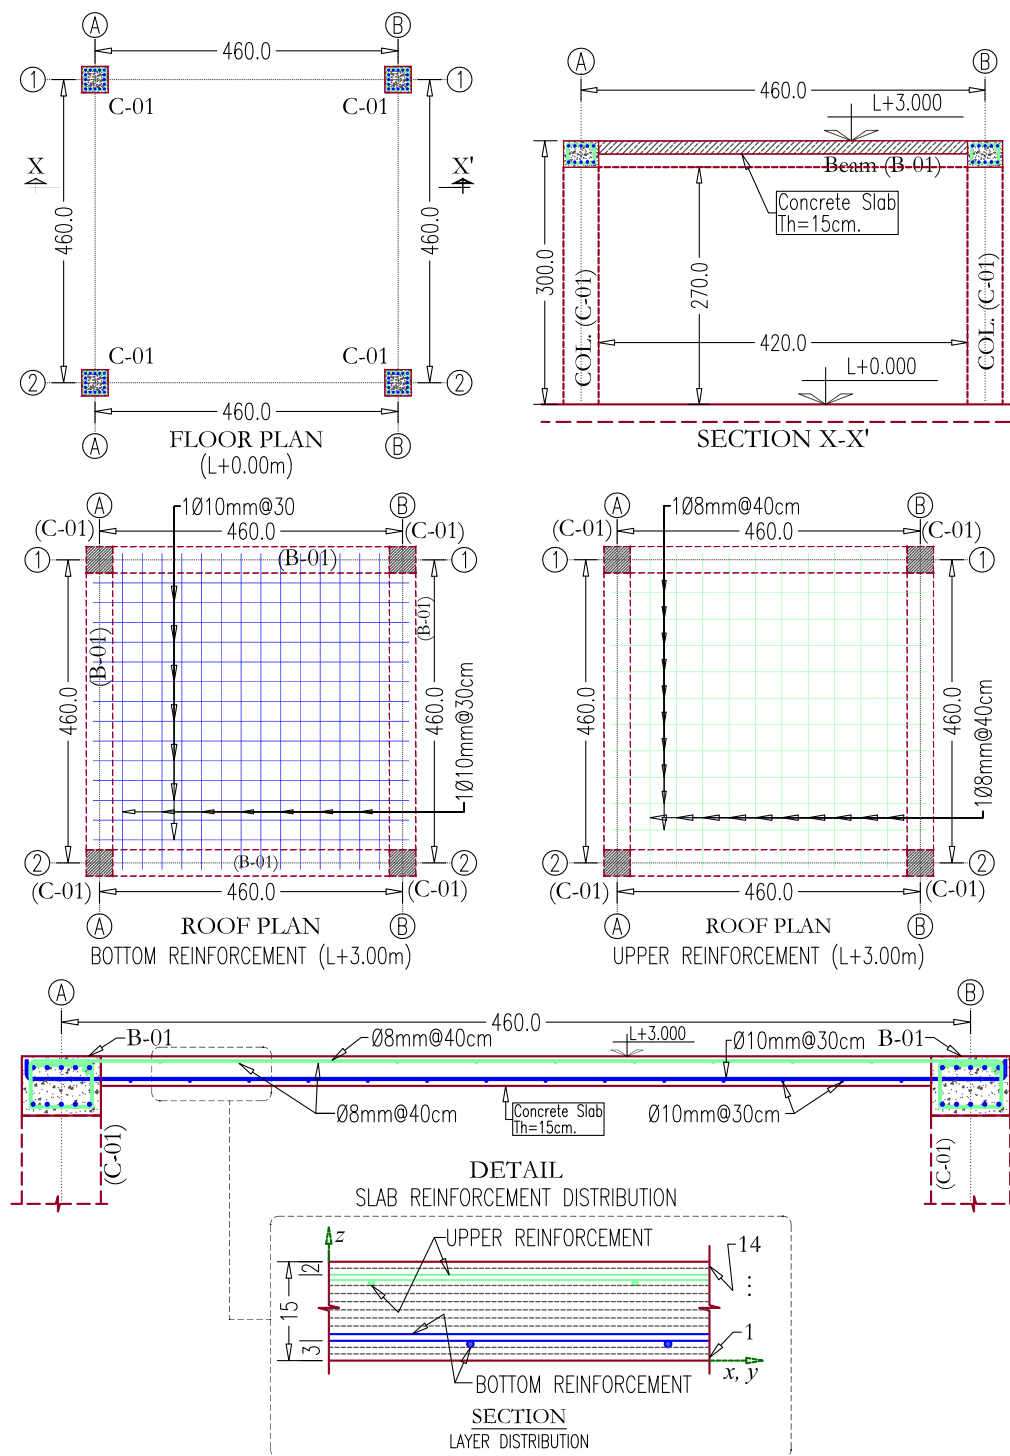 A
B
460.0
1
1
C-01
C-01
X
X'
460.0
460.0
C-01
C-01
2
2
460.0
A
B
FLOOR PLAN
(L+0.00m)
A
B
460.0
L+3.000
Beam (B-01)
Concrete Slab
Th=15cm.
300.0
270.0
COL. (C-01)
COL. (C-01)
420.0
L+0.000
SECTION X-X'
A
B
1Ø10mm@30
(C-01)
460.0
(C-01)
1
1
(B-01)
(B-01)
(B-01)
460.0
460.0
1Ø10mm@30cm
2
2
(B-01)
(C-01)
460.0
(C-01)
A
B
ROOF PLAN
BOTTOM REINFORCEMENT (L+3.00m)
A
B
1Ø8mm@40cm
(C-01)
460.0
(C-01)
1
1
460.0
460.0
1Ø8mm@40cm
2
2
(C-01)
460.0
(C-01)
A
B
ROOF PLAN
UPPER REINFORCEMENT (L+3.00m)
A
B
460.0
B-01
Ø8mm@40cm
L+3.000
Ø10mm@30cm
B-01
Ø8mm@40cm
Concrete Slab
Th=15cm.
Ø10mm@30cm
(C-01)
(C-01)
DETAIL
SLAB REINFORCEMENT DISTRIBUTION
z
UPPER REINFORCEMENT
14
2
15
⋮
3
1
x, y
BOTTOM REINFORCEMENT
SECTION
LAYER DISTRIBUTION